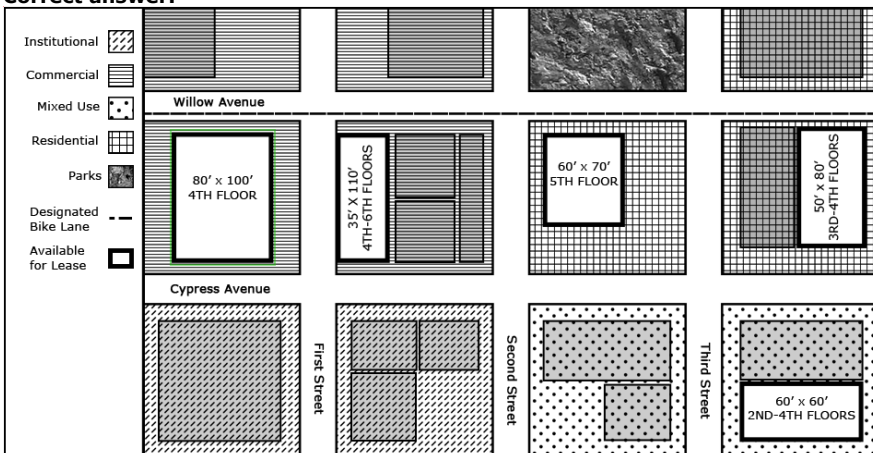 Correct answer:
Institutional
Commercial
Mixed Use
Residential
Parks
Designated
Bike Lane
Available
for Lease
Willow Avenue
80' x 100'
4TH FLOOR
35' X 110'
4TH-6TH FLOORS
60' x 70'
5TH FLOOR
50' x 80'
3RD-4TH FLOORS
Cypress Avenue
First Street
Second Street
Third Street
60' x 60'
2ND-4TH FLOORS